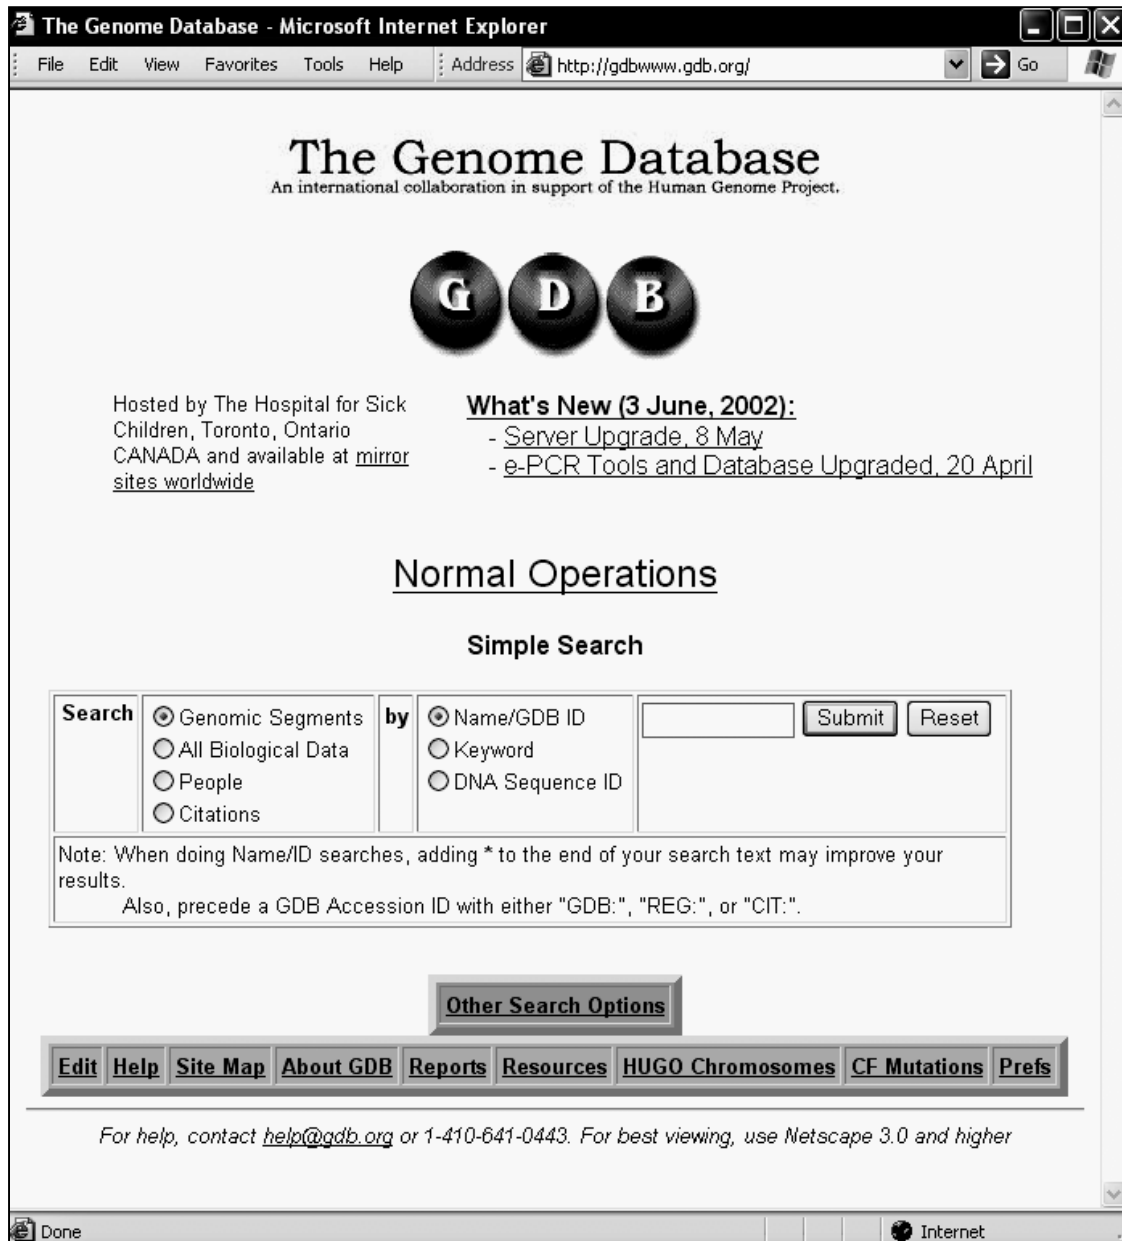 The Genome Database - Microsoft Internet Explorer
File Edit View Favorites Tools Help Address http://gdbwww.gdb.org/ Go
The Genome Database
An international collaboration in support of the Human Genome Project.
G D B
Hosted by The Hospital for Sick
Children, Toronto, Ontario
CANADA and available at mirror
sites worldwide
What's New (3 June, 2002):
- Server Upgrade, 8 May
- e-PCR Tools and Database Upgraded, 20 April
Normal Operations
Simple Search
Search Genomic Segments by Name/GDB ID Submit Reset
All Biological Data Keyword
People DNA Sequence ID
Citations
Note: When doing Name/ID searches, adding * to the end of your search text may improve your
results.
Also, precede a GDB Accession ID with either "GDB:", "REG:", or "CIT:".
Other Search Options
Edit Help Site Map About GDB Reports Resources HUGO Chromosomes CF Mutations Prefs
For help, contact help@gdb.org or 1-410-641-0443. For best viewing, use Netscape 3.0 and higher
Done Internet